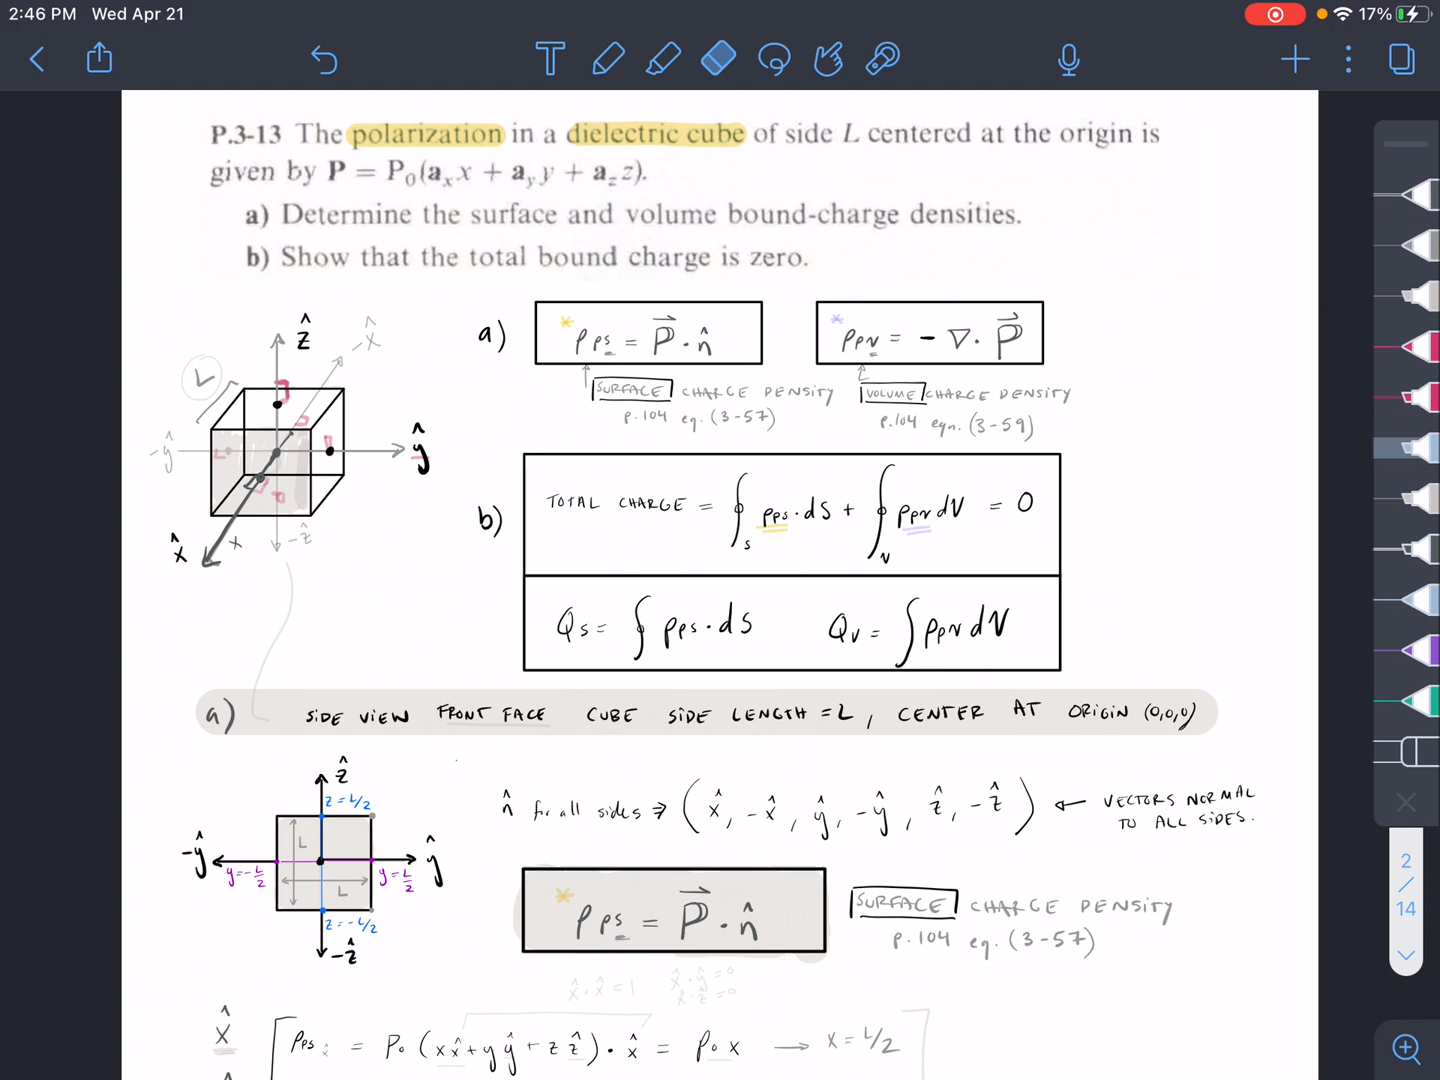 2:46 PM Wed Apr 21
17%
P.3-13 The polarization in a dielectric cube of side L centered at the origin is
given by P = P₀(aₓx + a_y y + a_z z).
a) Determine the surface and volume bound-charge densities.
b) Show that the total bound charge is zero.
ẑ
-x̂
L
-ŷ
ŷ
x̂
x
-ẑ
a)
* ρps = P⃗ · n̂
* ρpv = - ∇ · P⃗
SURFACE CHARGE DENSITY
p.104 eq. (3-57)
VOLUME CHARGE DENSITY
p.104 eqn. (3-59)
b)
TOTAL CHARGE = ∮s ρps · ds + ∮v ρpv dV = 0
Qs = ∮ ρps · ds
Qv = ∫ ρpv dV
a) SIDE VIEW FRONT FACE CUBE SIDE LENGTH = L, CENTER AT ORIGIN (0,0,0)
ẑ
z = L/2
-ŷ
ŷ
L
L
y = -L/2
y = L/2
z = -L/2
-ẑ
n̂ for all sides ⇒ (x̂, -x̂, ŷ, -ŷ, ẑ, -ẑ) ← VECTORS NORMAL
TO ALL SIDES.
* ρps = P⃗ · n̂
SURFACE CHARGE DENSITY
p.104 eq. (3-57)
x̂·x̂ = 1
x̂·ŷ = 0
x̂·ẑ = 0
x̂
ρps x̂ = P₀ (x x̂ + y ŷ + z ẑ) · x̂ = P₀ x → x = L/2
2
/
14
T